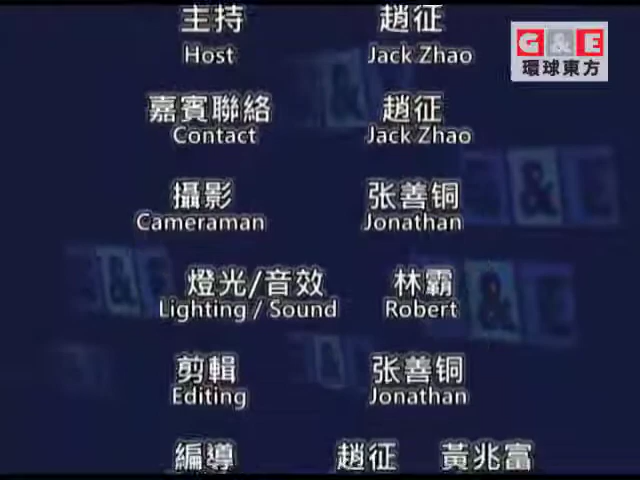 主持 趙征
Host Jack Zhao
G&E
環球東方
嘉賓聯絡 趙征
Contact Jack Zhao
攝影 张善铜
Cameraman Jonathan
燈光/音效 林霸
Lighting / Sound Robert
剪輯 张善铜
Editing Jonathan
編導 趙征 黃兆富